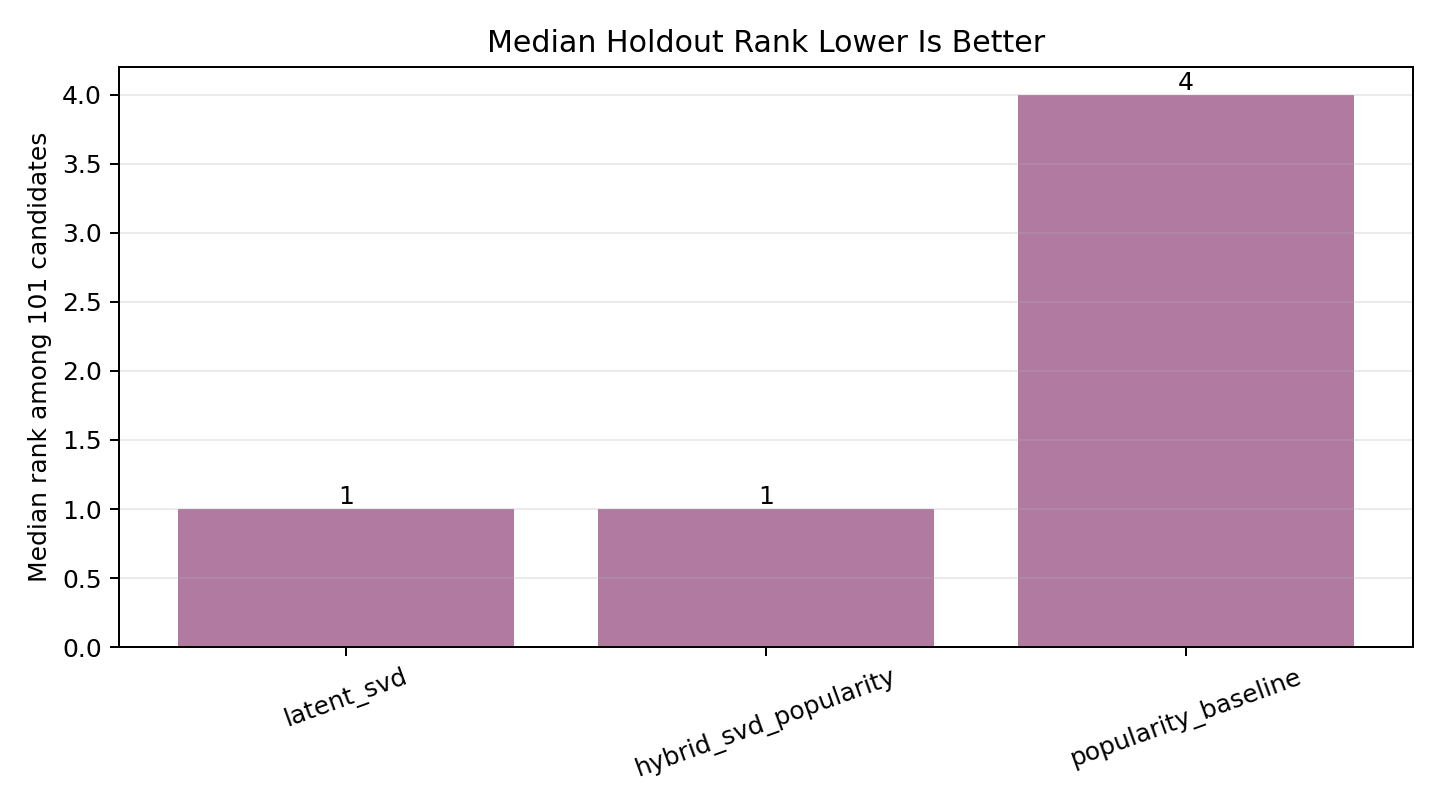 Median Holdout Rank Lower Is Better
Median rank among 101 candidates
4.0
3.5
3.0
2.5
2.0
1.5
1.0
0.5
0.0
1
1
4
latent_svd
hybrid_svd_popularity
popularity_baseline